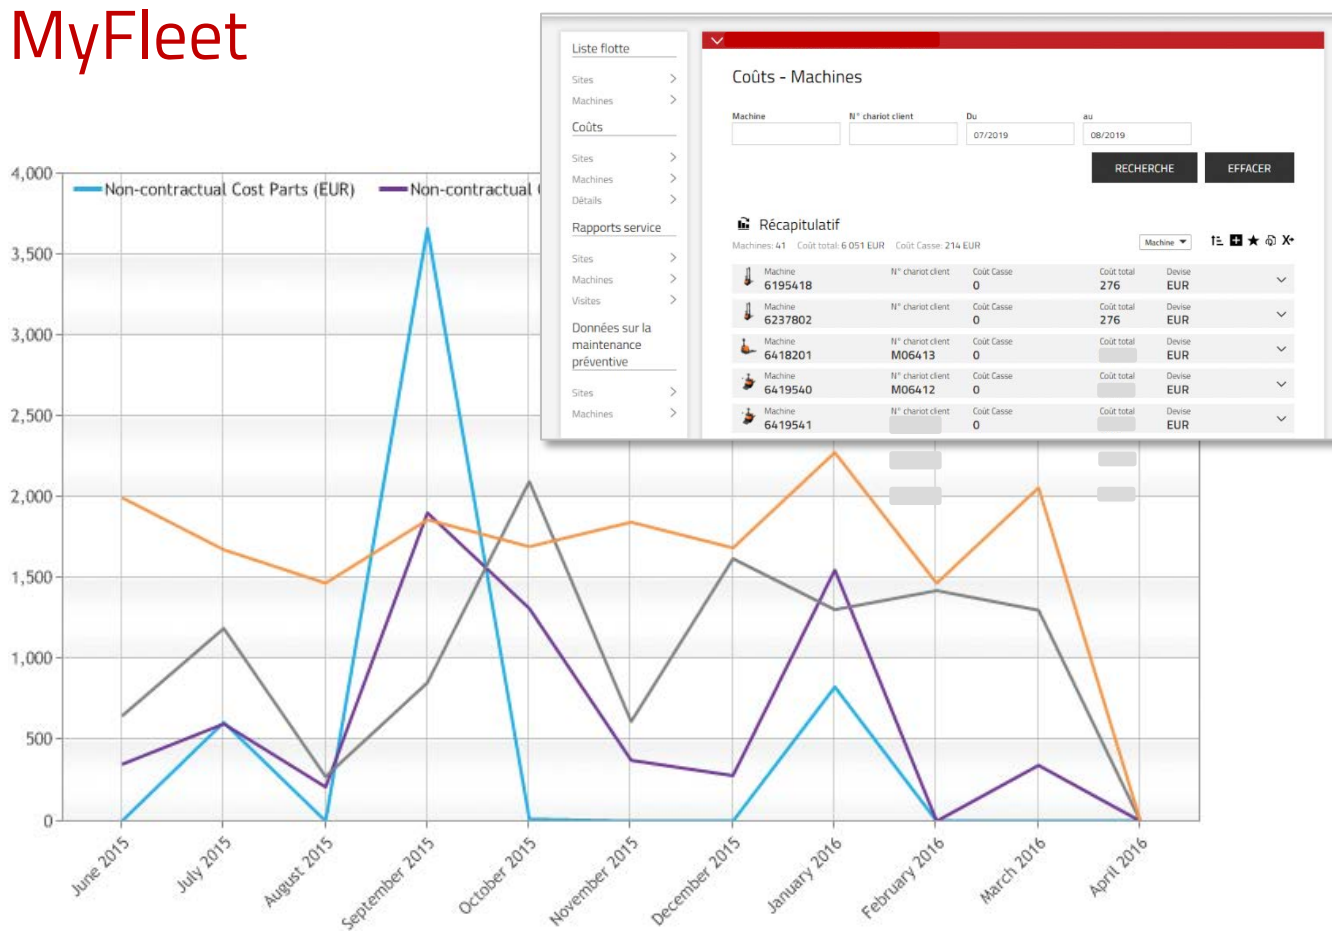 MyFleet
Liste flotte
Sites
Machines
Coûts
Sites
Machines
Détails
Rapports service
Sites
Machines
Visites
Données sur la
maintenance
préventive
Sites
Machines
Coûts - Machines
Machine N° chariot client Du au
07/2019 08/2019
RECHERCHE EFFACER
Récapitulatif
Machines: 41 Coût total: 6 051 EUR Coût Casse: 214 EUR
Machine
Machine N° chariot client Coût Casse Coût total Devise
6195418 0 276 EUR
Machine N° chariot client Coût Casse Coût total Devise
6237802 0 276 EUR
Machine N° chariot client Coût Casse Coût total Devise
6418201 M06413 0 EUR
Machine N° chariot client Coût Casse Coût total Devise
6419540 M06412 0 EUR
Machine N° chariot client Coût Casse Coût total Devise
6419541 0 EUR
Non-contractual Cost Parts (EUR) Non-contractual
4,000
3,500
3,000
2,500
2,000
1,500
1,000
500
0
June 2015
July 2015
August 2015
September 2015
October 2015
November 2015
December 2015
January 2016
February 2016
March 2016
April 2016